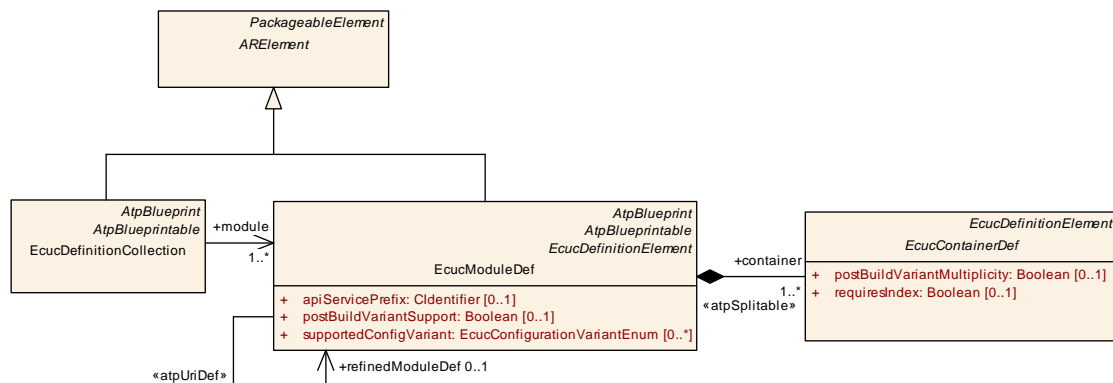 PackageableElement
ARElement
AtpBlueprint
AtpBlueprintable
EcucDefinitionCollection
+module
1..*
AtpBlueprint
AtpBlueprintable
EcucDefinitionElement
EcucModuleDef
+ apiServicePrefix: CIdentifier [0..1]
+ postBuildVariantSupport: Boolean [0..1]
+ supportedConfigVariant: EcucConfigurationVariantEnum [0..*]
+container
1..*
«atpSplitable»
EcucDefinitionElement
EcucContainerDef
+ postBuildVariantMultiplicity: Boolean [0..1]
+ requiresIndex: Boolean [0..1]
«atpUriDef»
+refinedModuleDef 0..1